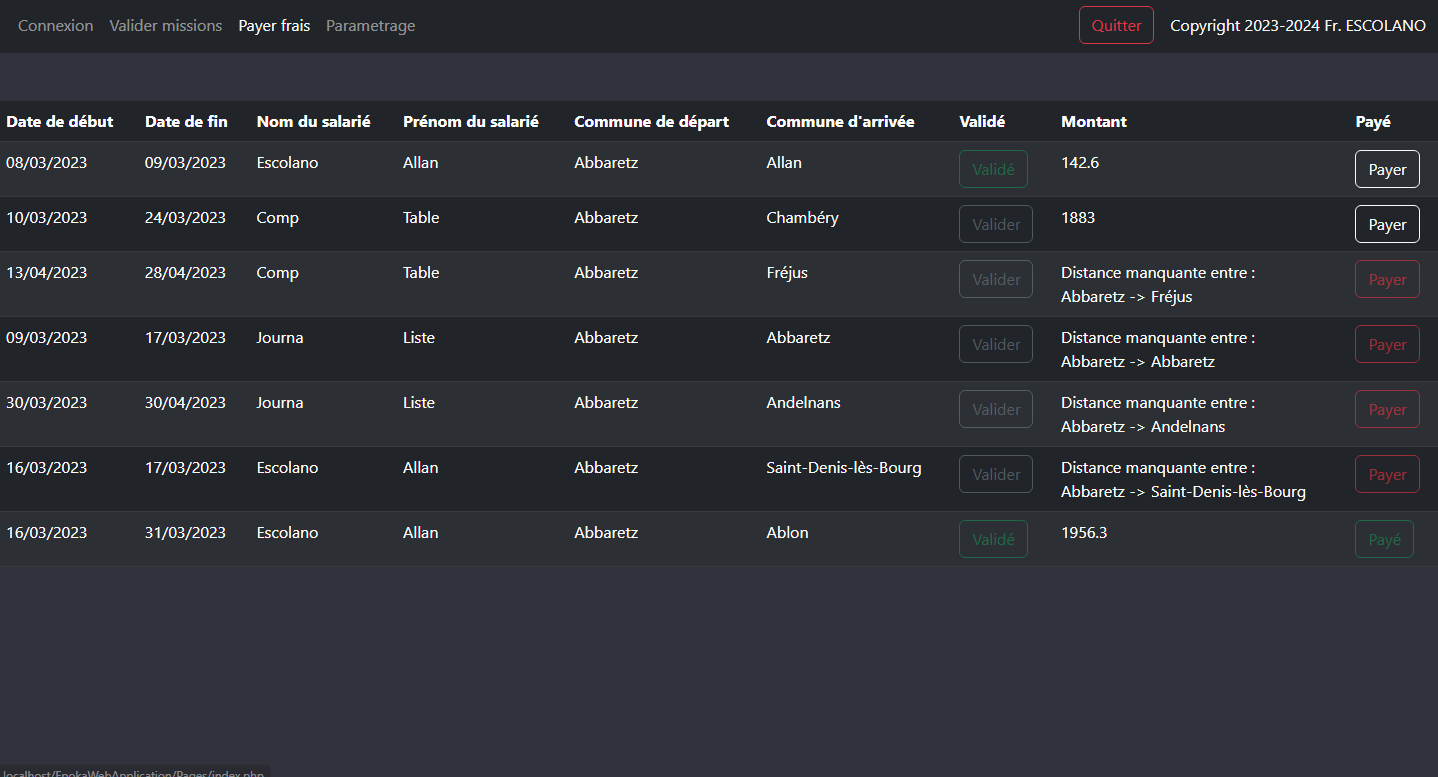 Connexion Valider missions Payer frais Parametrage Quitter Copyright 2023-2024 Fr. ESCOLANO
Date de début Date de fin Nom du salarié Prénom du salarié Commune de départ Commune d'arrivée Validé Montant Payé
08/03/2023 09/03/2023 Escolano Allan Abbaretz Allan Validé 142.6 Payer
10/03/2023 24/03/2023 Comp Table Abbaretz Chambéry Valider 1883 Payer
13/04/2023 28/04/2023 Comp Table Abbaretz Fréjus Valider Distance manquante entre : Payer
Abbaretz -> Fréjus
09/03/2023 17/03/2023 Journa Liste Abbaretz Abbaretz Valider Distance manquante entre : Payer
Abbaretz -> Abbaretz
30/03/2023 30/04/2023 Journa Liste Abbaretz Andelnans Valider Distance manquante entre : Payer
Abbaretz -> Andelnans
16/03/2023 17/03/2023 Escolano Allan Abbaretz Saint-Denis-lès-Bourg Valider Distance manquante entre : Payer
Abbaretz -> Saint-Denis-lès-Bourg
16/03/2023 31/03/2023 Escolano Allan Abbaretz Ablon Validé 1956.3 Payé
localhost/EpokaWebApplication/Pages/index.php